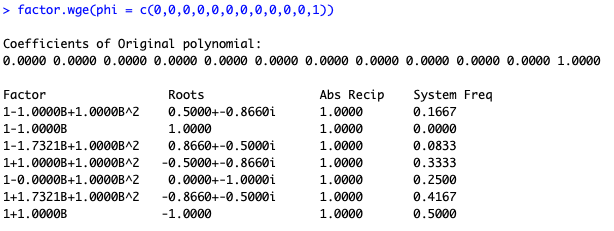 > factor.wge(phi = c(0,0,0,0,0,0,0,0,0,0,0,1))
Coefficients of Original polynomial:
0.0000 0.0000 0.0000 0.0000 0.0000 0.0000 0.0000 0.0000 0.0000 0.0000 0.0000 1.0000
Factor Roots Abs Recip System Freq
1-1.0000B+1.0000B^2 0.5000+-0.8660i 1.0000 0.1667
1-1.0000B 1.0000 1.0000 0.0000
1-1.7321B+1.0000B^2 0.8660+-0.5000i 1.0000 0.0833
1+1.0000B+1.0000B^2 -0.5000+-0.8660i 1.0000 0.3333
1-0.0000B+1.0000B^2 0.0000+-1.0000i 1.0000 0.2500
1+1.7321B+1.0000B^2 -0.8660+-0.5000i 1.0000 0.4167
1+1.0000B -1.0000 1.0000 0.5000